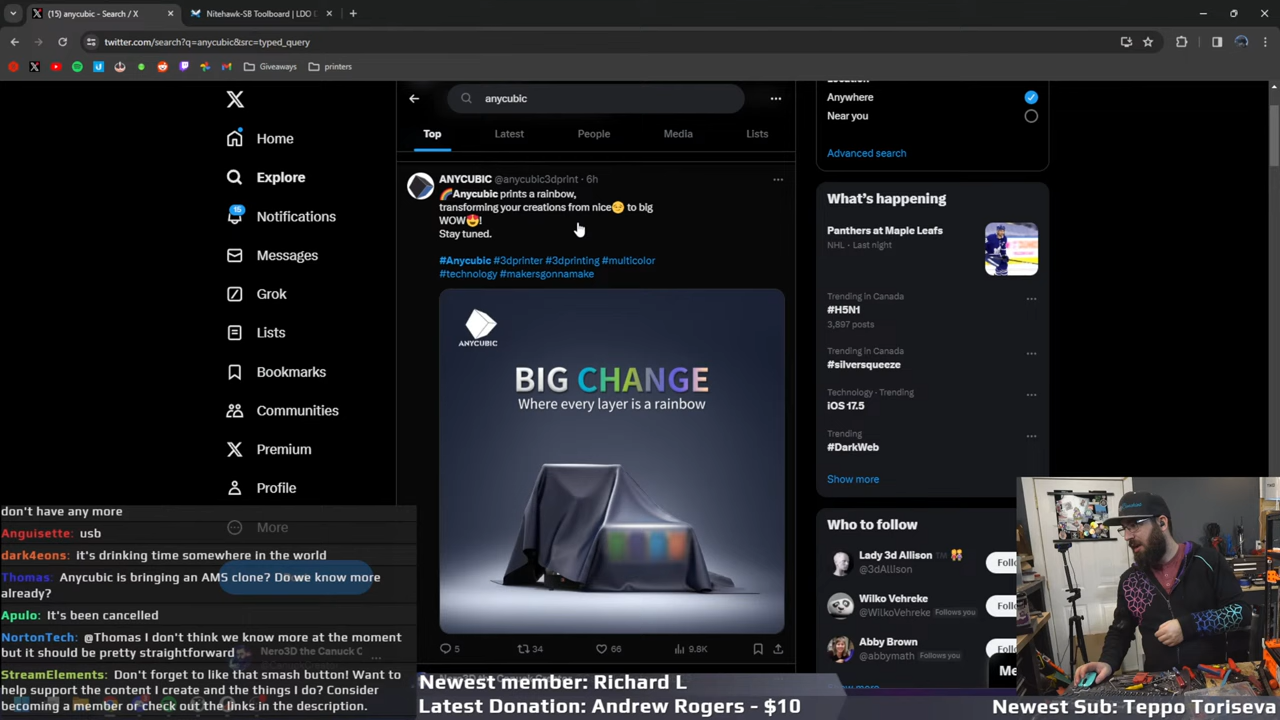 (15) anycubic - Search / X
Nitehawk-SB Toolboard | LDO
twitter.com/search?q=anycubic&src=typed_query
Giveaways
printers
anycubic
Top
Latest
People
Media
Lists
Home
Explore
15
Notifications
Messages
Grok
Lists
Bookmarks
Communities
Premium
Profile
More
ANYCUBIC @anycubic3dprint · 6h
🌈Anycubic prints a rainbow,
transforming your creations from nice😏 to big
WOW😍!
Stay tuned.
#Anycubic #3dprinter #3dprinting #multicolor
#technology #makersgonnamake
ANYCUBIC
BIG CHANGE
Where every layer is a rainbow
5
34
66
9.8K
Anywhere
Near you
Advanced search
What's happening
Panthers at Maple Leafs
NHL · Last night
Trending in Canada
#H5N1
3,897 posts
Trending in Canada
#silversqueeze
Technology · Trending
iOS 17.5
Trending
#DarkWeb
Show more
Who to follow
Lady 3d Allison
@3dAllison
Wilko Vehreke
@WilkoVehreke Follows you
Abby Brown
@abbymath Follows you
don't have any more
Anguisette: usb
dark4eons: it's drinking time somewhere in the world
Thomas: Anycubic is bringing an AMS clone? Do we know more
already?
Apulo: It's been cancelled
NortonTech: @Thomas I don't think we know more at the moment
but it should be pretty straightforward
Nero3D the Canuck C
StreamElements: Don't forget to like that smash button! Want to
help support the content I create and the things I do? Consider
becoming a member or check out the links in the description.
Newest member: Richard L
Latest Donation: Andrew Rogers - $10
Newest Sub: Teppo Toriseva